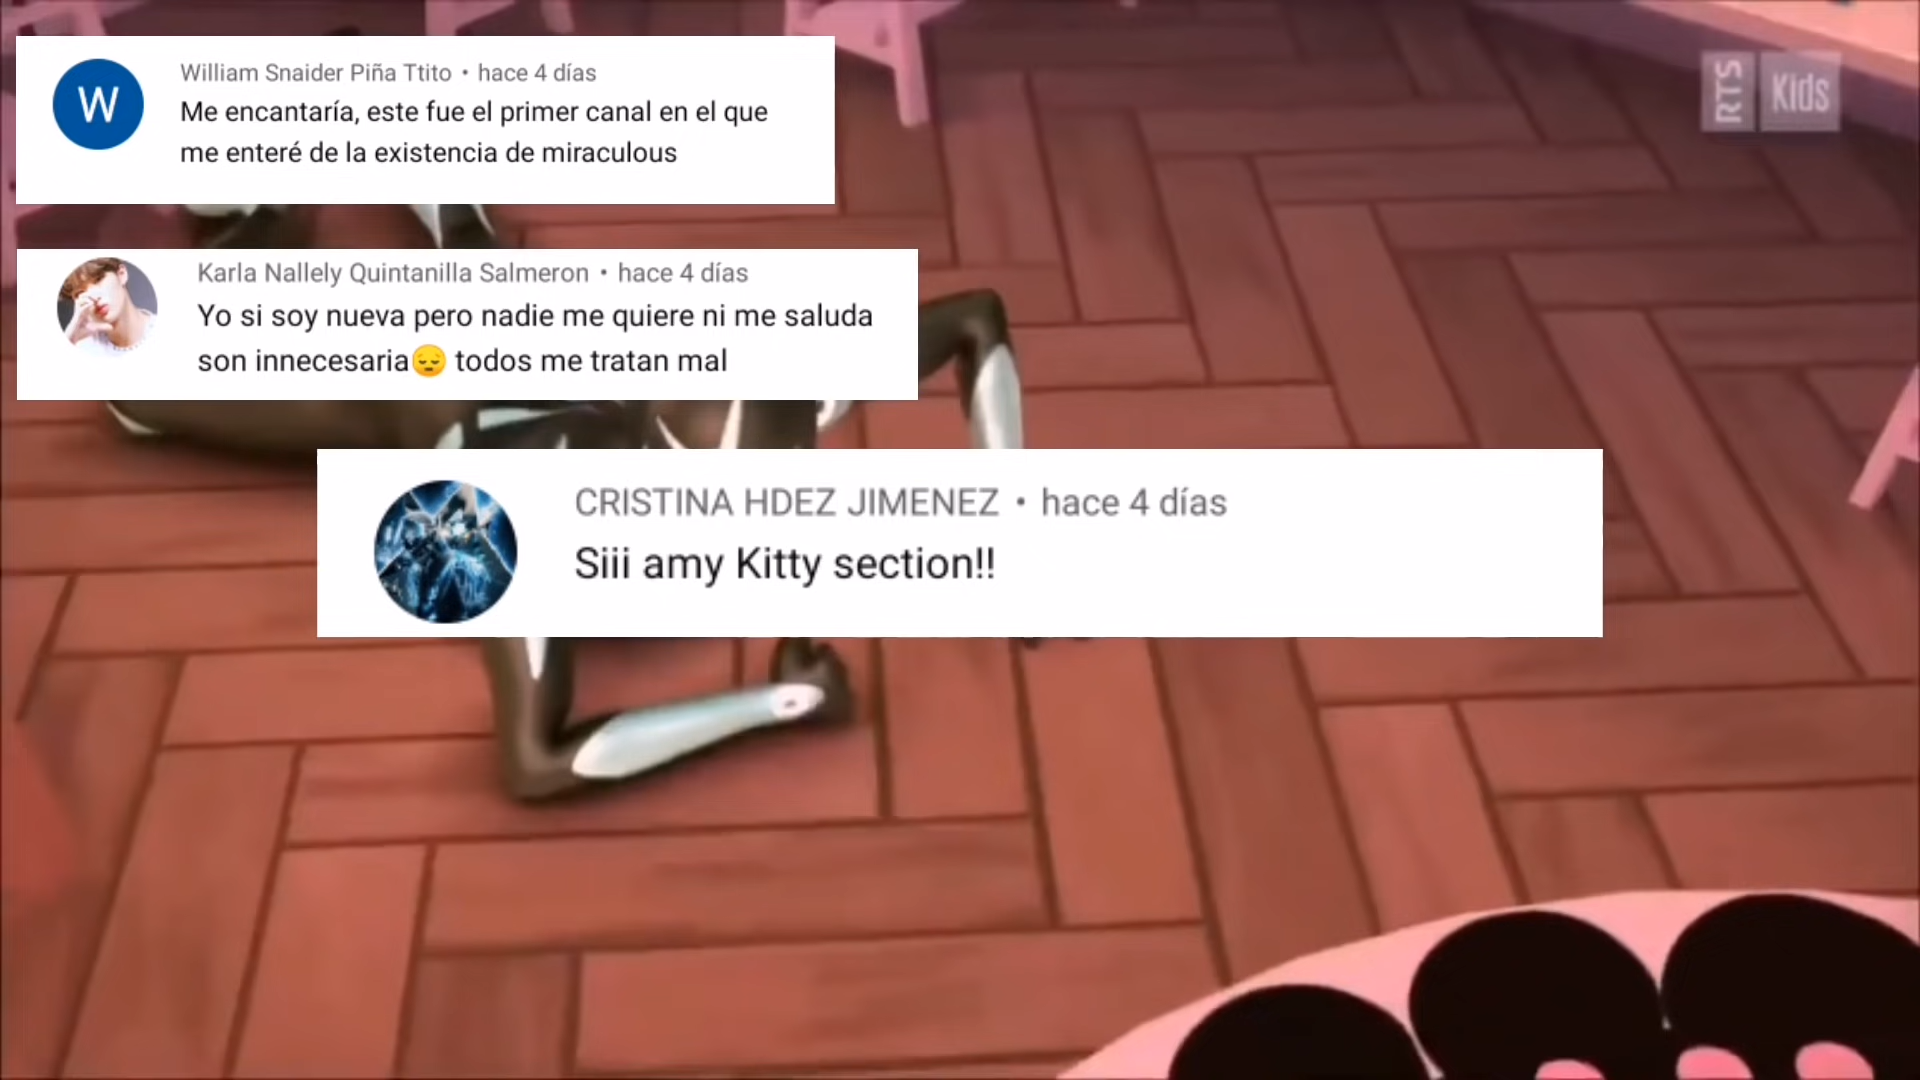 W
William Snaider Piña Ttito • hace 4 días
Me encantaría, este fue el primer canal en el que
me enteré de la existencia de miraculous
RTS Kids
Karla Nallely Quintanilla Salmeron • hace 4 días
Yo si soy nueva pero nadie me quiere ni me saluda
son innecesaria😔 todos me tratan mal
CRISTINA HDEZ JIMENEZ • hace 4 días
Siii amy Kitty section!!